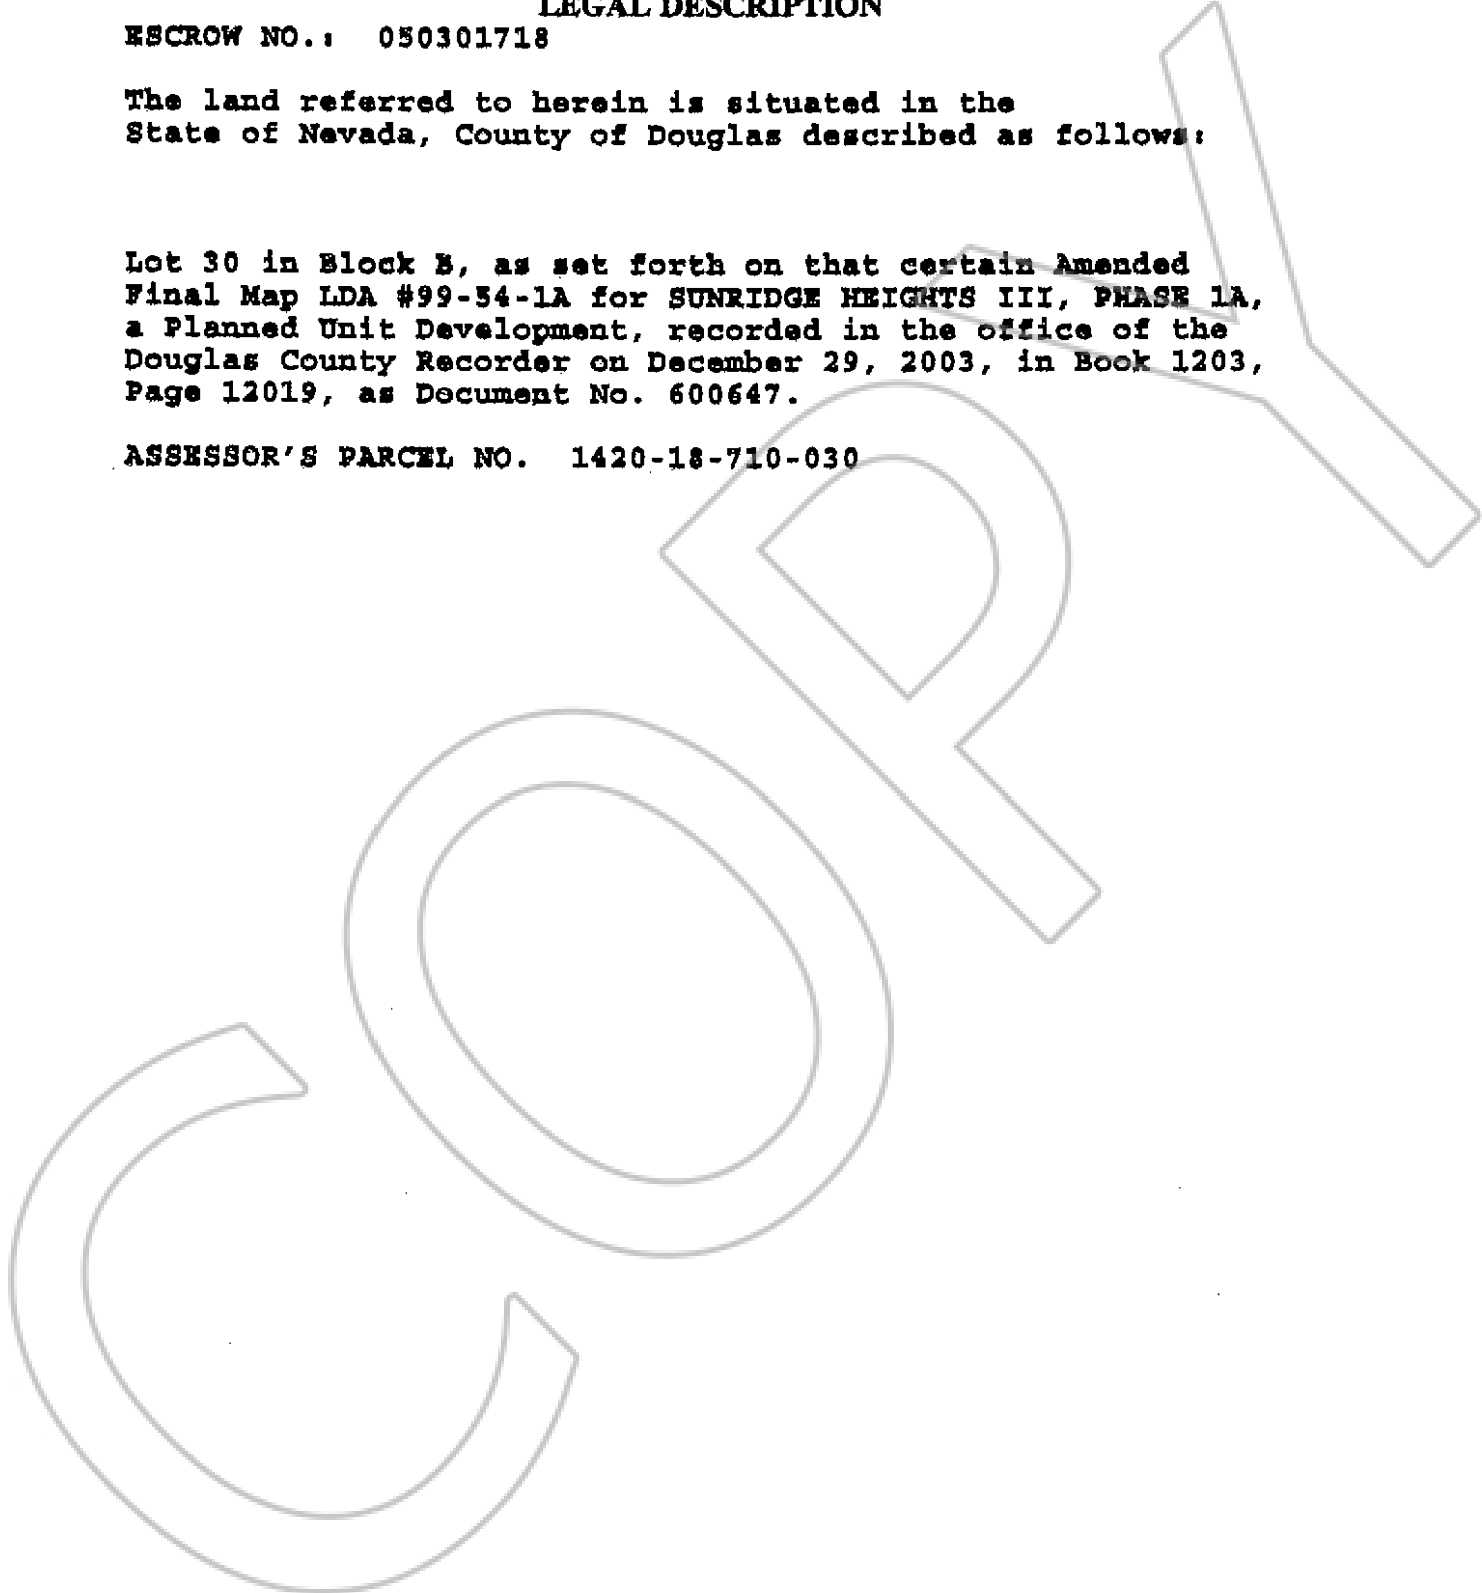 LEGAL DESCRIPTION
ESCROW NO.: 050301718
The land referred to herein is situated in the
State of Nevada, County of Douglas described as follows:
Lot 30 in Block B, as set forth on that certain Amended
Final Map LDA #99-54-1A for SUNRIDGE HEIGHTS III, PHASE 1A,
a Planned Unit Development, recorded in the office of the
Douglas County Recorder on December 29, 2003, in Book 1203,
Page 12019, as Document No. 600647.
ASSESSOR'S PARCEL NO. 1420-18-710-030
COPY